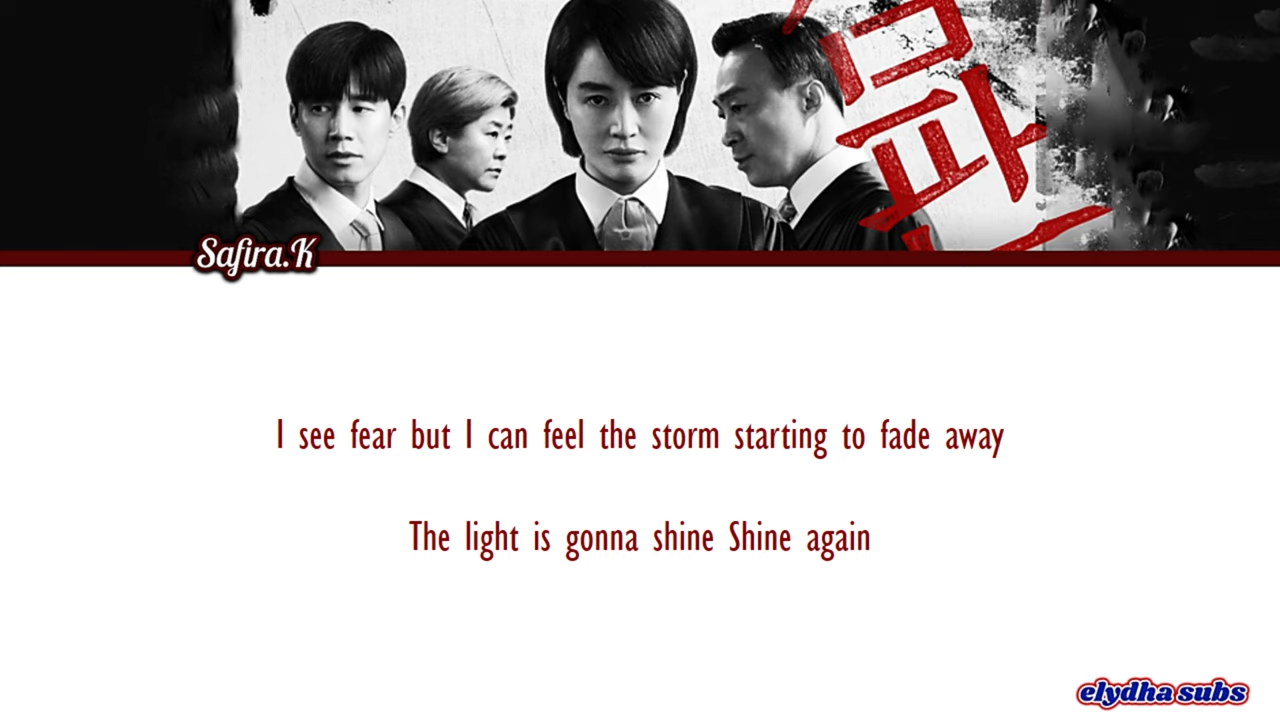 판
Safira.K
I see fear but I can feel the storm starting to fade away
The light is gonna shine Shine again
elydha subs